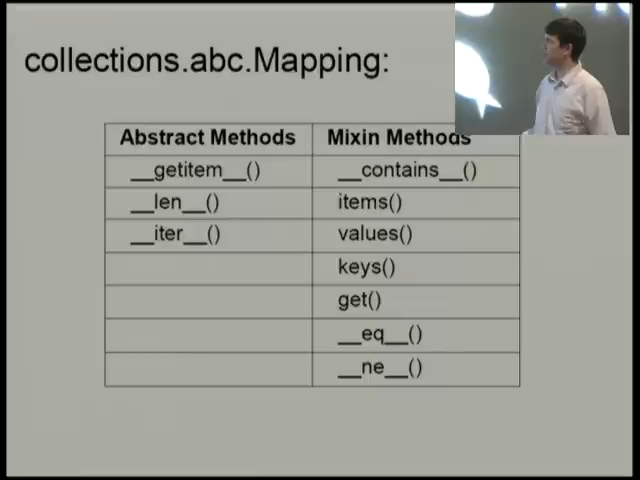 collections.abc.Mapping:
Abstract Methods Mixin Methods
__getitem__() __contains__()
__len__() items()
__iter__() values()
keys()
get()
__eq__()
__ne__()